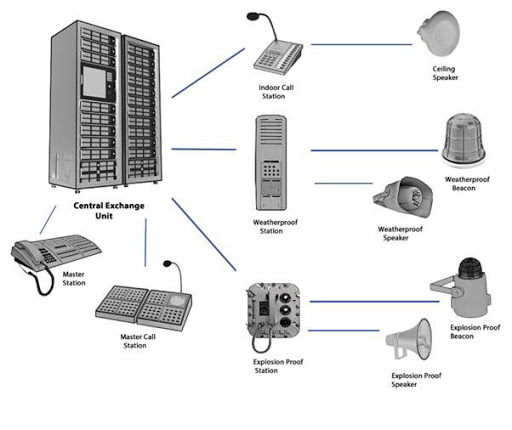 Indoor Call
Station
Ceiling
Speaker
Central Exchange
Unit
Weatherproof
Station
Weatherproof
Beacon
Weatherproof
Speaker
Master
Station
Master Call
Station
Explosion Proof
Station
Explosion Proof
Beacon
Explosion Proof
Speaker